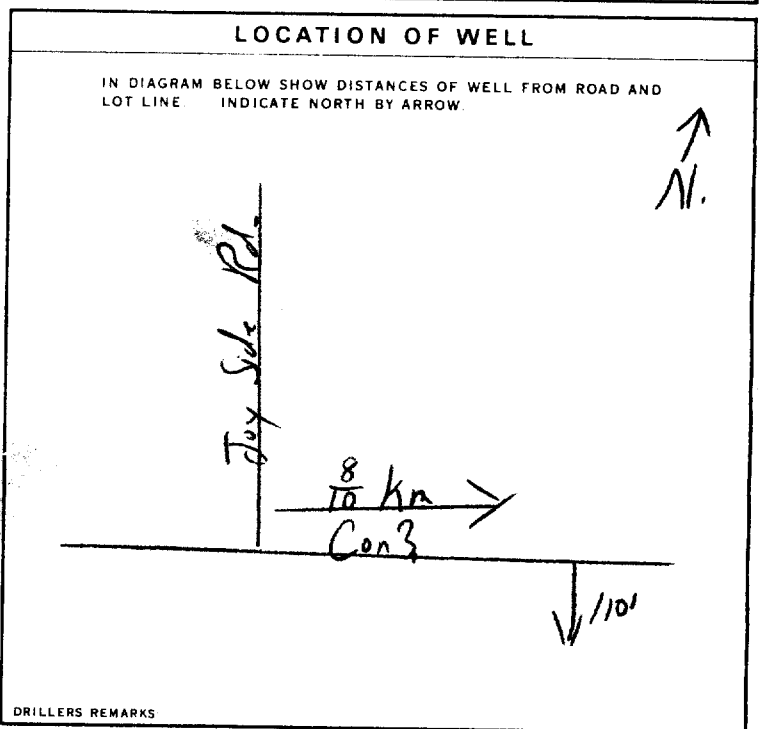 LOCATION OF WELL
IN DIAGRAM BELOW SHOW DISTANCES OF WELL FROM ROAD AND
LOT LINE. INDICATE NORTH BY ARROW.
N.
Joy Side Rd.
8/10 Km
Con 3
110'
DRILLERS REMARKS